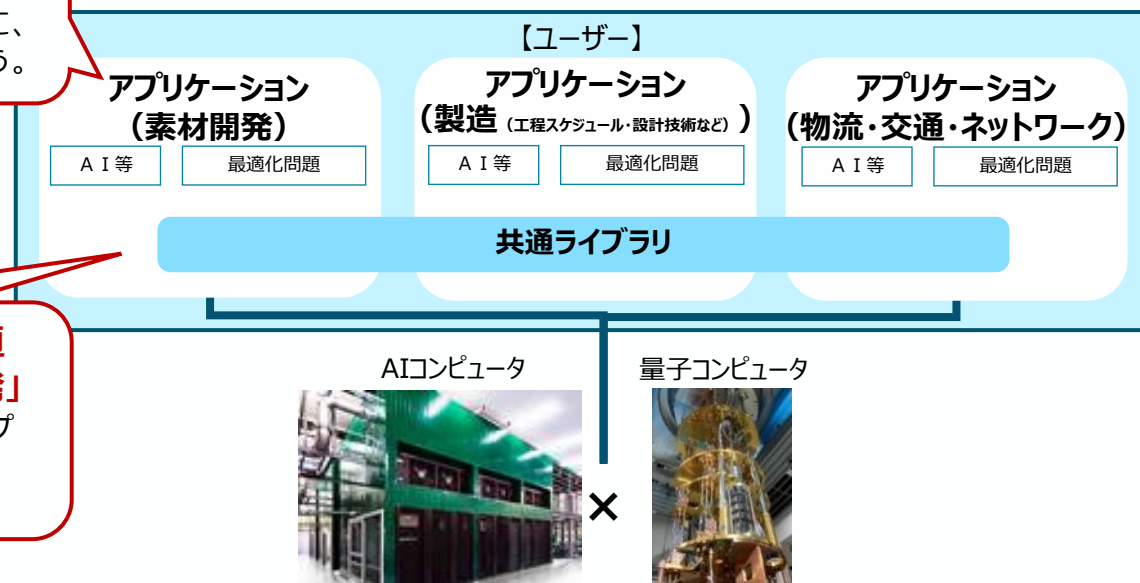 に、
う。
【ユーザー】
アプリケーション
（素材開発）
ＡＩ等
最適化問題
アプリケーション
（製造（工程スケジュール・設計技術など））
ＡＩ等
最適化問題
アプリケーション
（物流・交通・ネットワーク）
ＡＩ等
最適化問題
共通ライブラリ
発」
プ
AIコンピュータ
量子コンピュータ
×